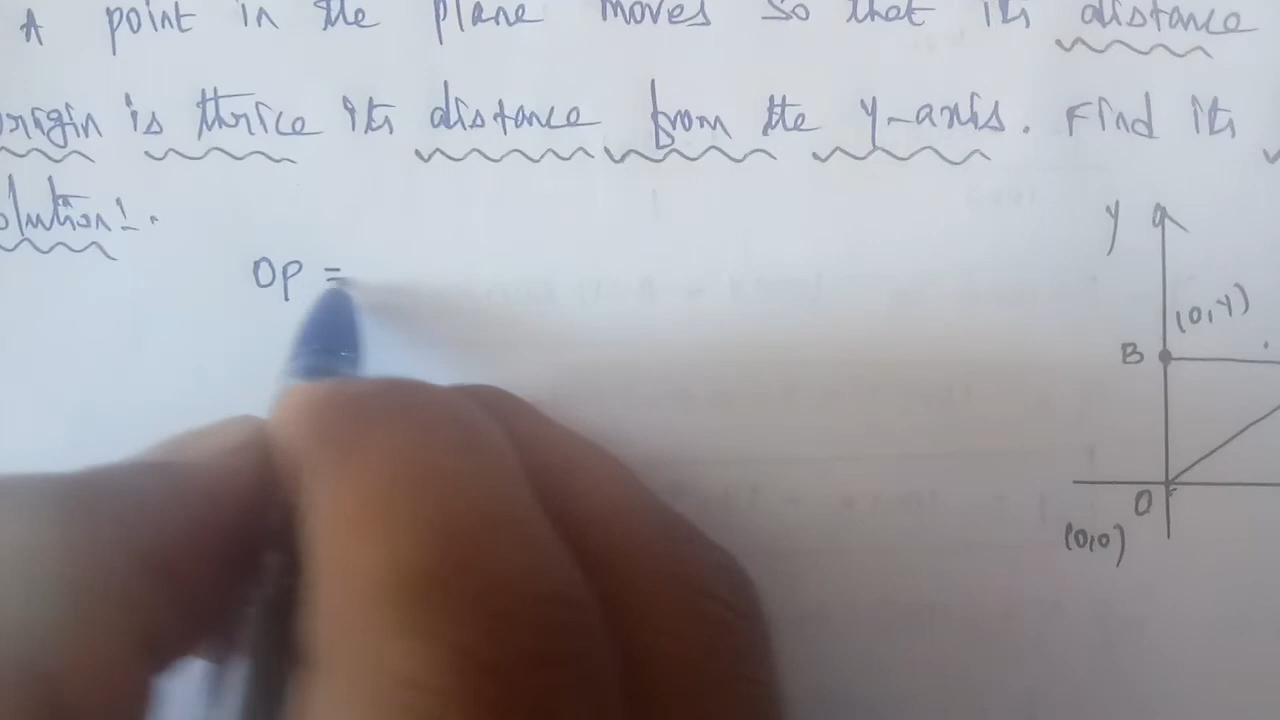 A point in the plane moves so that its distance
origin is thrice its distance from the y-axis. Find its
olution!.
OP =
y
(0,y)
B
O
(0,0)